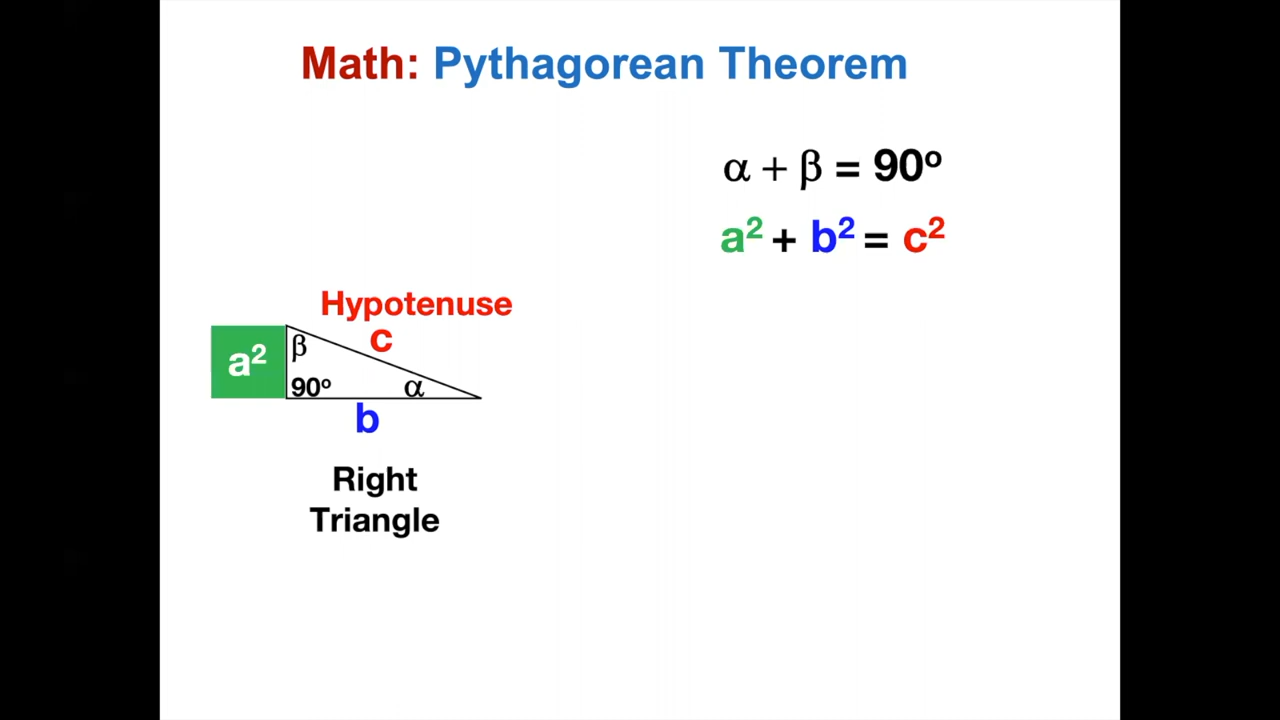 Math: Pythagorean Theorem
α + β = 90º
a² + b² = c²
Hypotenuse
c
a²
β
90º
α
b
Right
Triangle